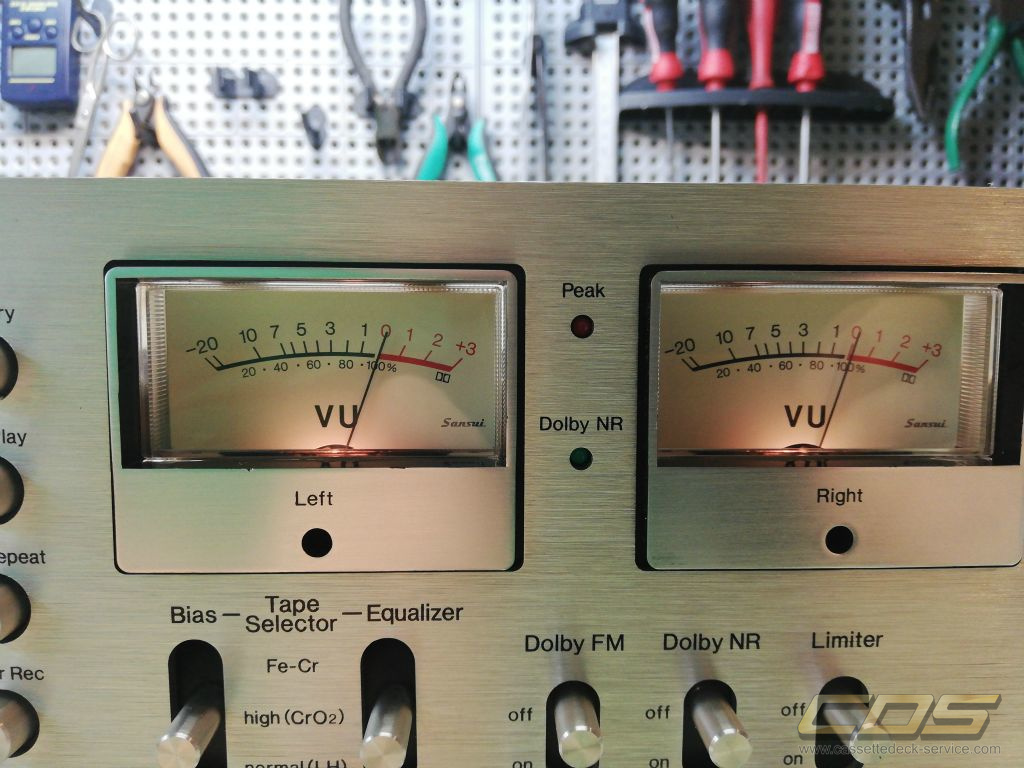 Peak
-20 10 7 5 3 1 0 1 2 +3
20 · 40 · 60 · 80 · 100%
VU
Sansui
Left
-20 10 7 5 3 1 0 1 2 +3
20 · 40 · 60 · 80 · 100%
VU
Sansui
Right
Dolby NR
ry
lay
epeat
r Rec
Bias — Tape Selector — Equalizer
Fe-Cr
high (CrO2)
normal (LH)
Dolby FM
off
on
Dolby NR
off
on
Limiter
off
on
CDS
www.cassettedeck-service.com